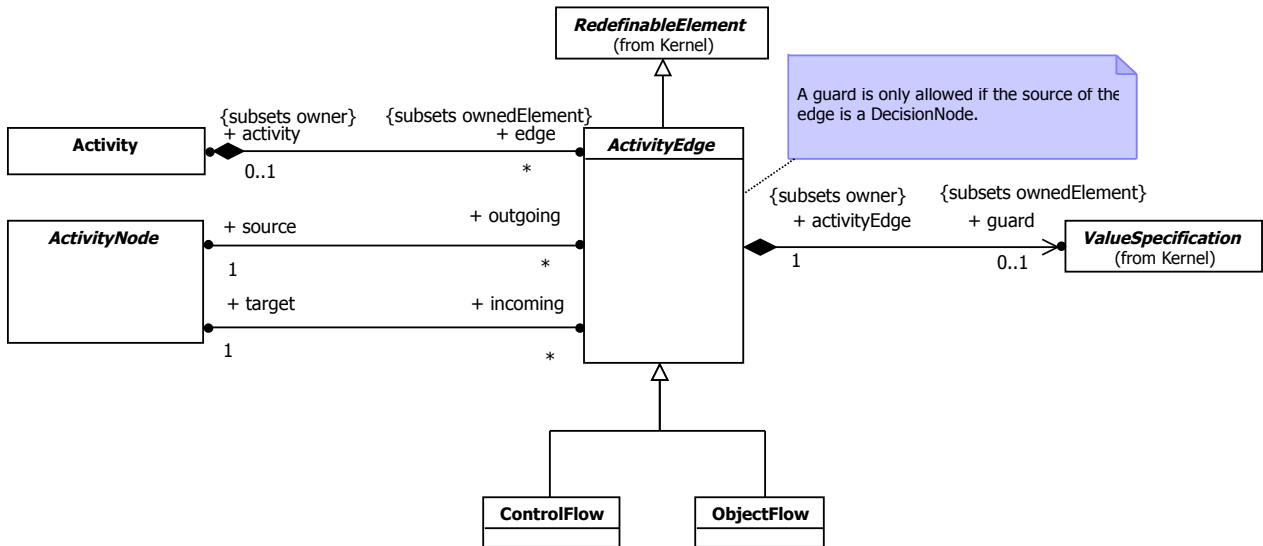 RedefinableElement
(from Kernel)
A guard is only allowed if the source of the
edge is a DecisionNode.
{subsets owner}
{subsets ownedElement}
+ activity
+ edge
Activity
ActivityEdge
0..1
*
{subsets owner}
{subsets ownedElement}
+ source
+ outgoing
+ activityEdge
+ guard
ActivityNode
ValueSpecification
(from Kernel)
1
*
1
0..1
+ target
+ incoming
1
*
ControlFlow
ObjectFlow